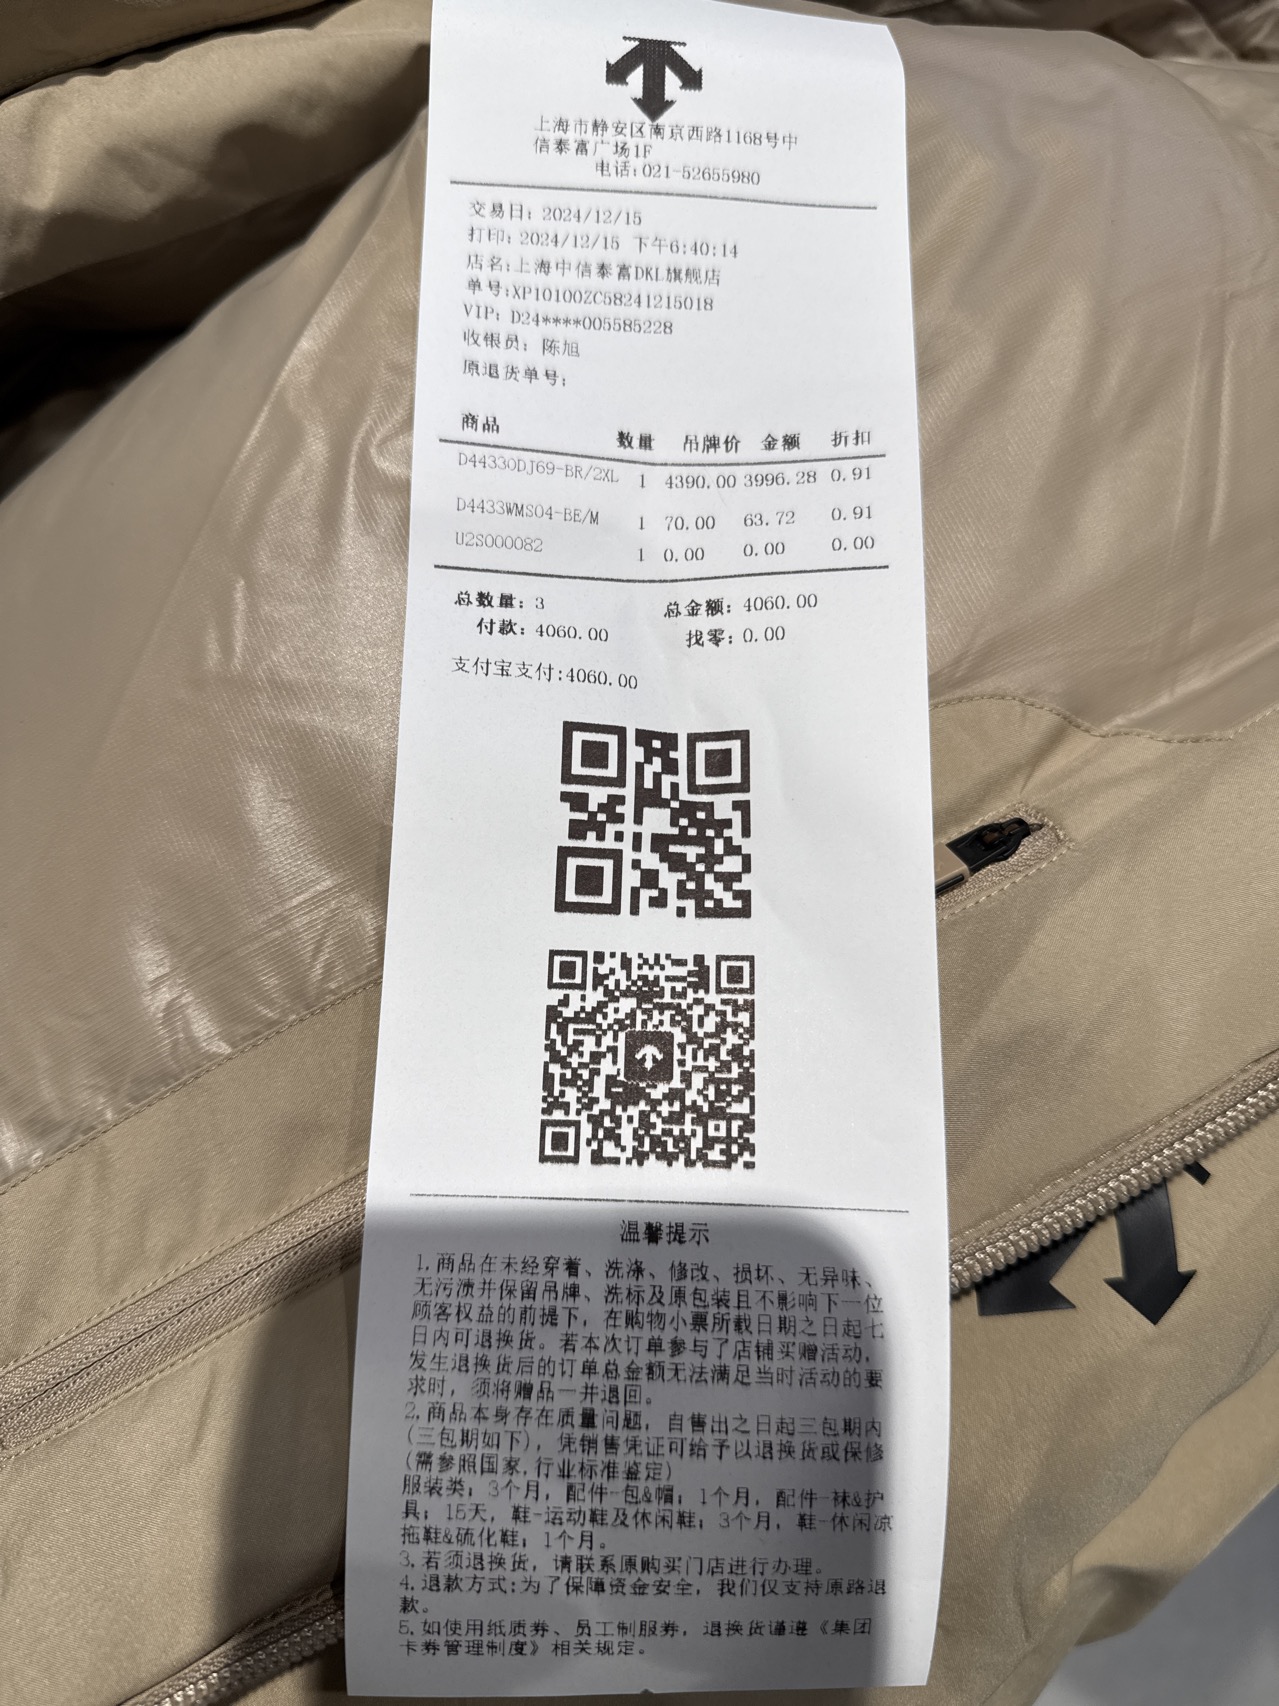 上海市静安区南京西路1168号中
信泰富广场1F
电话:021-52655980
交易日: 2024/12/15
打印: 2024/12/15 下午6:40:14
店名:上海中信泰富DKL旗舰店
单号:XP10100ZC58241215018
VIP: D24****005585228
收银员: 陈旭
原退货单号:
商品 数量 吊牌价 金额 折扣
D4433ODJ69-BR/2XL 1 4390.00 3996.28 0.91
D4433WMS04-BE/M 1 70.00 63.72 0.91
U2S000082 1 0.00 0.00 0.00
总数量: 3 总金额: 4060.00
付款: 4060.00 找零: 0.00
支付宝支付:4060.00
温馨提示
1.商品在未经穿着、洗涤、修改、损坏、无异味、
无污渍并保留吊牌、洗标及原包装且不影响下一位
顾客权益的前提下，在购物小票所载日期之日起七
日内可退换货。若本次订单参与了店铺买赠活动，
发生退换货后的订单总金额无法满足当时活动的要
求时，须将赠品一并退回。
2.商品本身存在质量问题，自售出之日起三包期内
(三包期如下)，凭销售凭证可给予以退换货或保修
(需参照国家,行业标准鉴定)
服装类：3个月，配件-包&帽：1个月，配件-袜&护
具：15天，鞋-运动鞋及休闲鞋：3个月，鞋-休闲凉
拖鞋&硫化鞋：1个月。
3.若须退换货，请联系原购买门店进行办理。
4.退款方式:为了保障资金安全，我们仅支持原路退
款。
5.如使用纸质券、员工制服券，退换货谨遵《集团
卡券管理制度》相关规定。